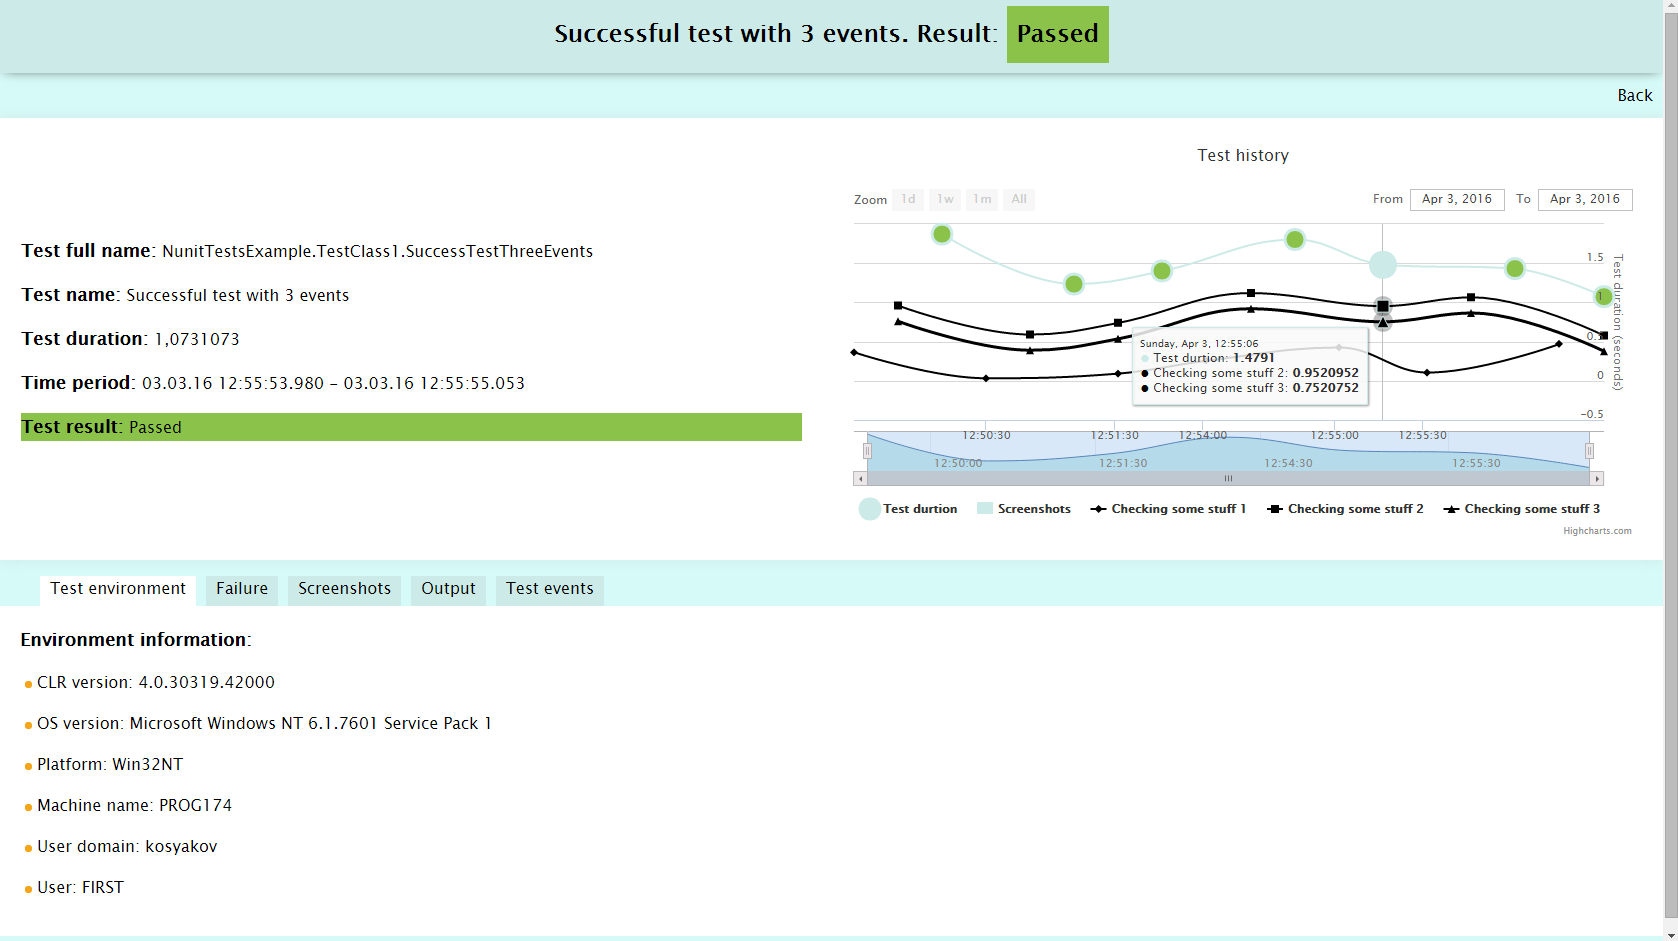 Successful test with 3 events. Result: Passed
Back
Test history
Zoom 1d 1w 1m All
From Apr 3, 2016 To Apr 3, 2016
Test full name: NunitTestsExample.TestClass1.SuccessTestThreeEvents
Test name: Successful test with 3 events
Test duration: 1,0731073
Time period: 03.03.16 12:55:53.980 - 03.03.16 12:55:55.053
Test result: Passed
1.5
1
0
-0.5
Test duration (seconds)
Sunday, Apr 3, 12:55:06
Test durtion: 1.4791
Checking some stuff 2: 0.9520952
Checking some stuff 3: 0.7520752
12:50:30 12:51:30 12:54:00 12:55:00 12:55:30
12:50:00 12:51:30 12:54:30 12:55:30
Test durtion Screenshots Checking some stuff 1 Checking some stuff 2 Checking some stuff 3
Highcharts.com
Test environment Failure Screenshots Output Test events
Environment information:
CLR version: 4.0.30319.42000
OS version: Microsoft Windows NT 6.1.7601 Service Pack 1
Platform: Win32NT
Machine name: PROG174
User domain: kosyakov
User: FIRST